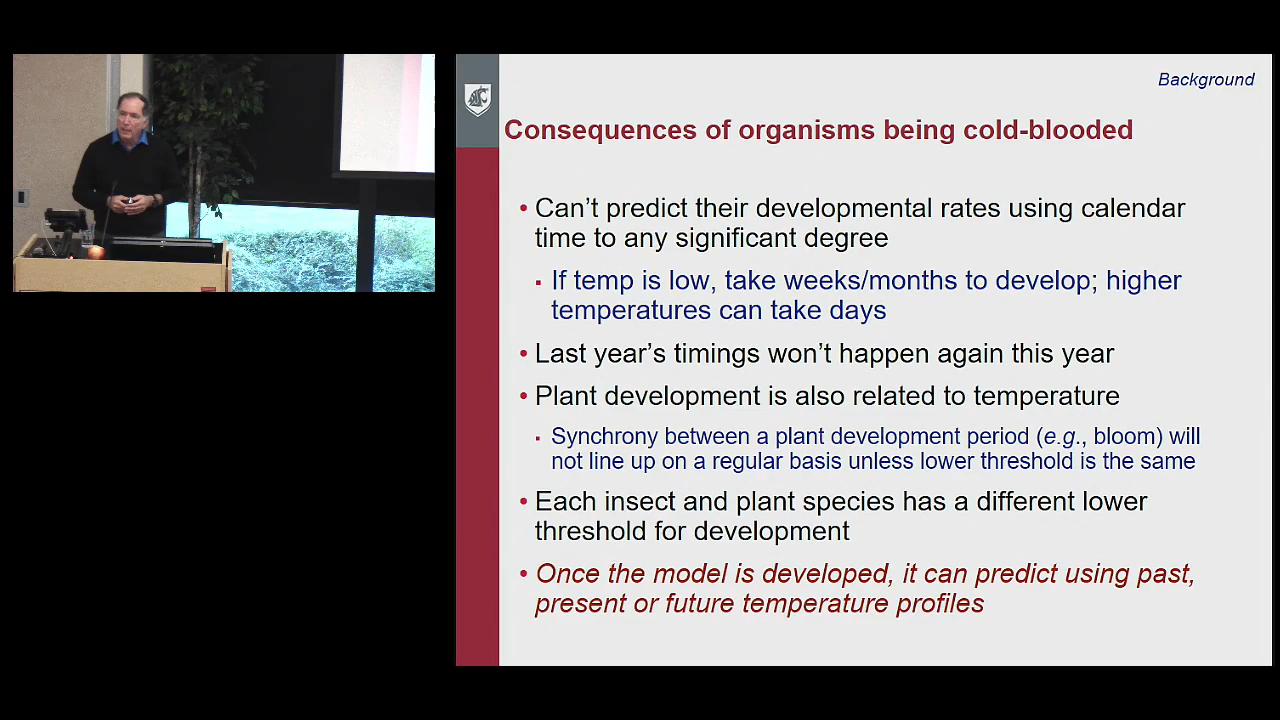 Background
Consequences of organisms being cold-blooded
• Can't predict their developmental rates using calendar
time to any significant degree
▪ If temp is low, take weeks/months to develop; higher
temperatures can take days
• Last year's timings won't happen again this year
• Plant development is also related to temperature
▪ Synchrony between a plant development period (e.g., bloom) will
not line up on a regular basis unless lower threshold is the same
• Each insect and plant species has a different lower
threshold for development
• Once the model is developed, it can predict using past,
present or future temperature profiles